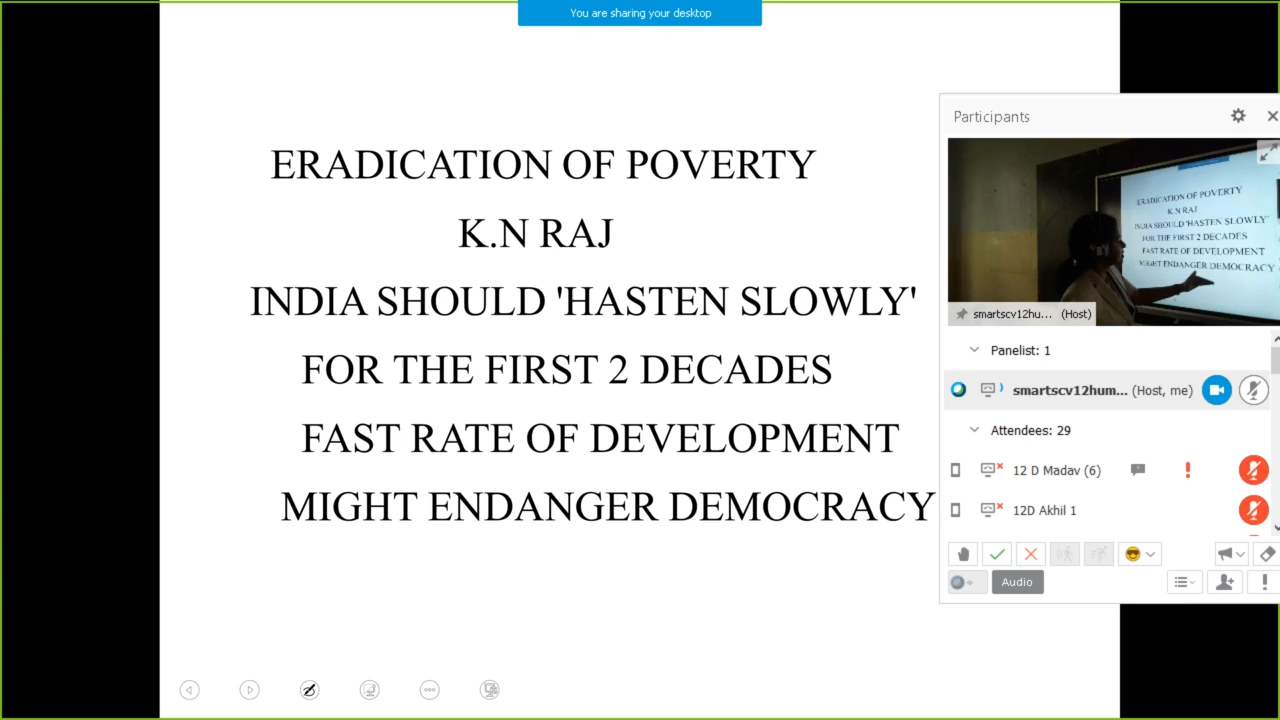 You are sharing your desktop
ERADICATION OF POVERTY
K.N RAJ
INDIA SHOULD 'HASTEN SLOWLY'
FOR THE FIRST 2 DECADES
FAST RATE OF DEVELOPMENT
MIGHT ENDANGER DEMOCRACY
Participants
ERADICATION OF POVERTY
K.N RAJ
INDIA SHOULD 'HASTEN SLOWLY'
FOR THE FIRST 2 DECADES
FAST RATE OF DEVELOPMENT
MIGHT ENDANGER DEMOCRACY
smartscv12hu... (Host)
Panelist: 1
smartscv12hum... (Host, me)
Attendees: 29
12 D Madav (6)
12D Akhil 1
Audio